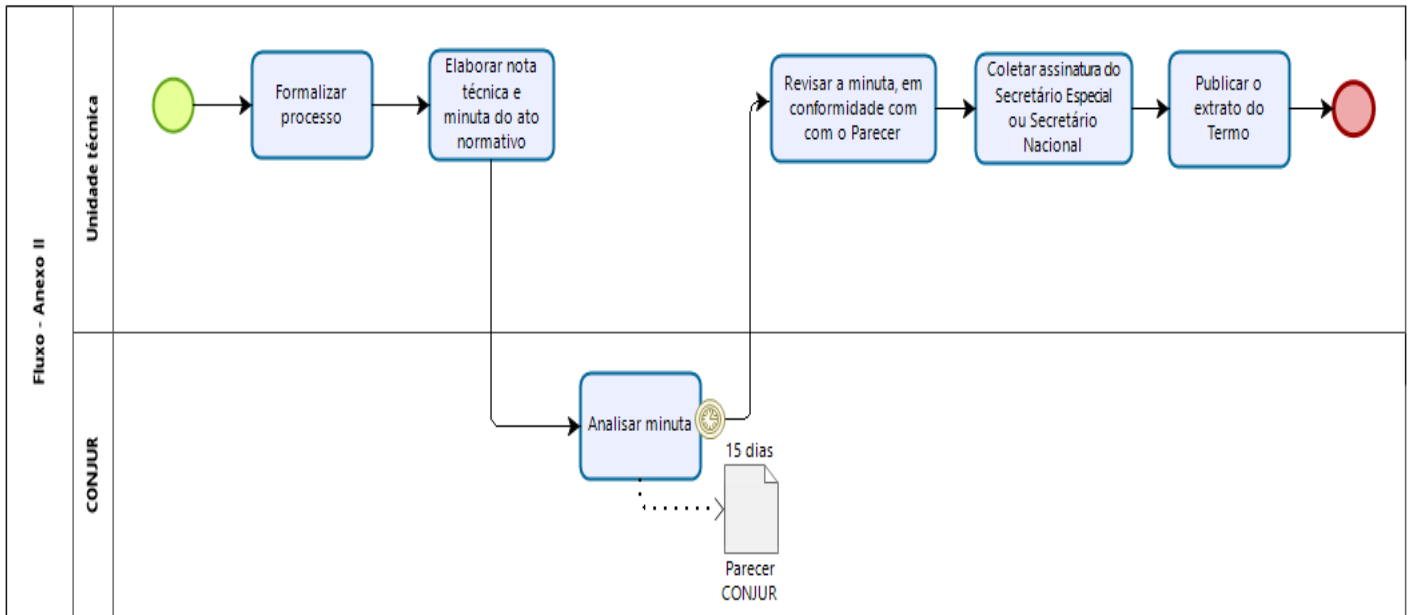 Fluxo - Anexo II
Unidade técnica
Formalizar
processo
Elaborar nota
técnica e
minuta do ato
normativo
Revisar a minuta, em
conformidade com
com o Parecer
Coletar assinatura do
Secretário Especial
ou Secretário
Nacional
Publicar o
extrato do
Termo
CONJUR
Analisar minuta
15 dias
Parecer
CONJUR